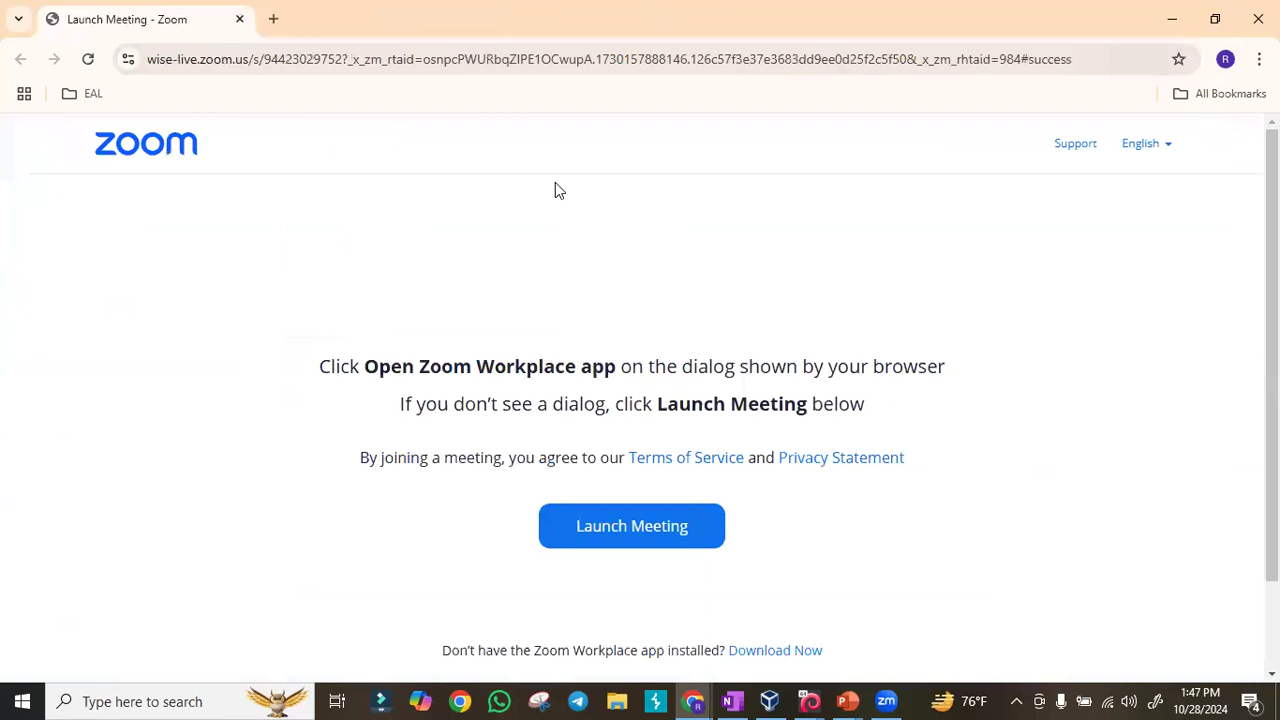 Launch Meeting - Zoom
wise-live.zoom.us/s/94423029752?_x_zm_rtaid=osnpcPWURbqZIPE1OCwupA.1730157888146.126c57f3e37e3683dd9ee0d25f2c5f50&_x_zm_rhtaid=984#success
R
EAL
All Bookmarks
zoom
Support
English
Click Open Zoom Workplace app on the dialog shown by your browser
If you don't see a dialog, click Launch Meeting below
By joining a meeting, you agree to our Terms of Service and Privacy Statement
Launch Meeting
Don't have the Zoom Workplace app installed? Download Now
Type here to search
zm
76°F
1:47 PM
10/28/2024
4